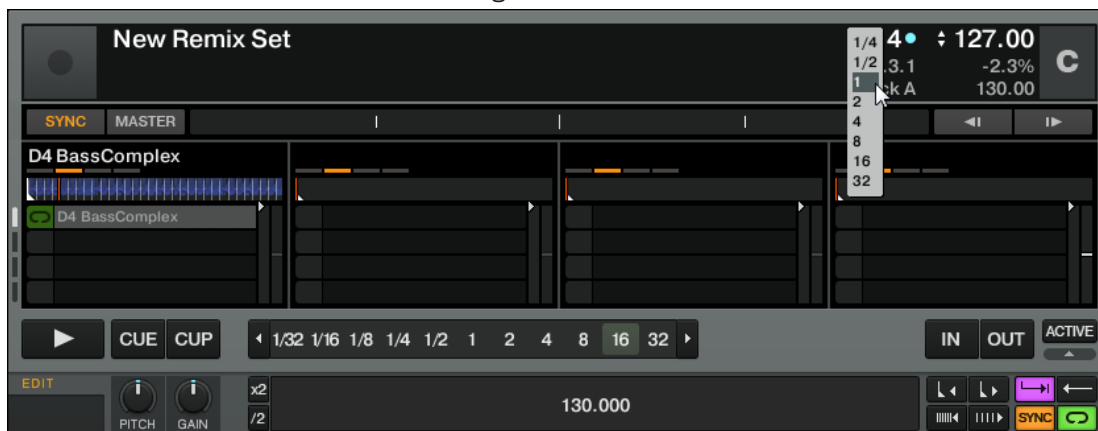 New Remix Set
1/4
1/2
1
2
4
8
16
32
4
127.00
.3.1
-2.3%
C
ck A
130.00
SYNC MASTER
D4 BassComplex
D4 BassComplex
CUE CUP 1/32 1/16 1/8 1/4 1/2 1 2 4 8 16 32 IN OUT ACTIVE
EDIT
x2
130.000
/2
PITCH GAIN
SYNC